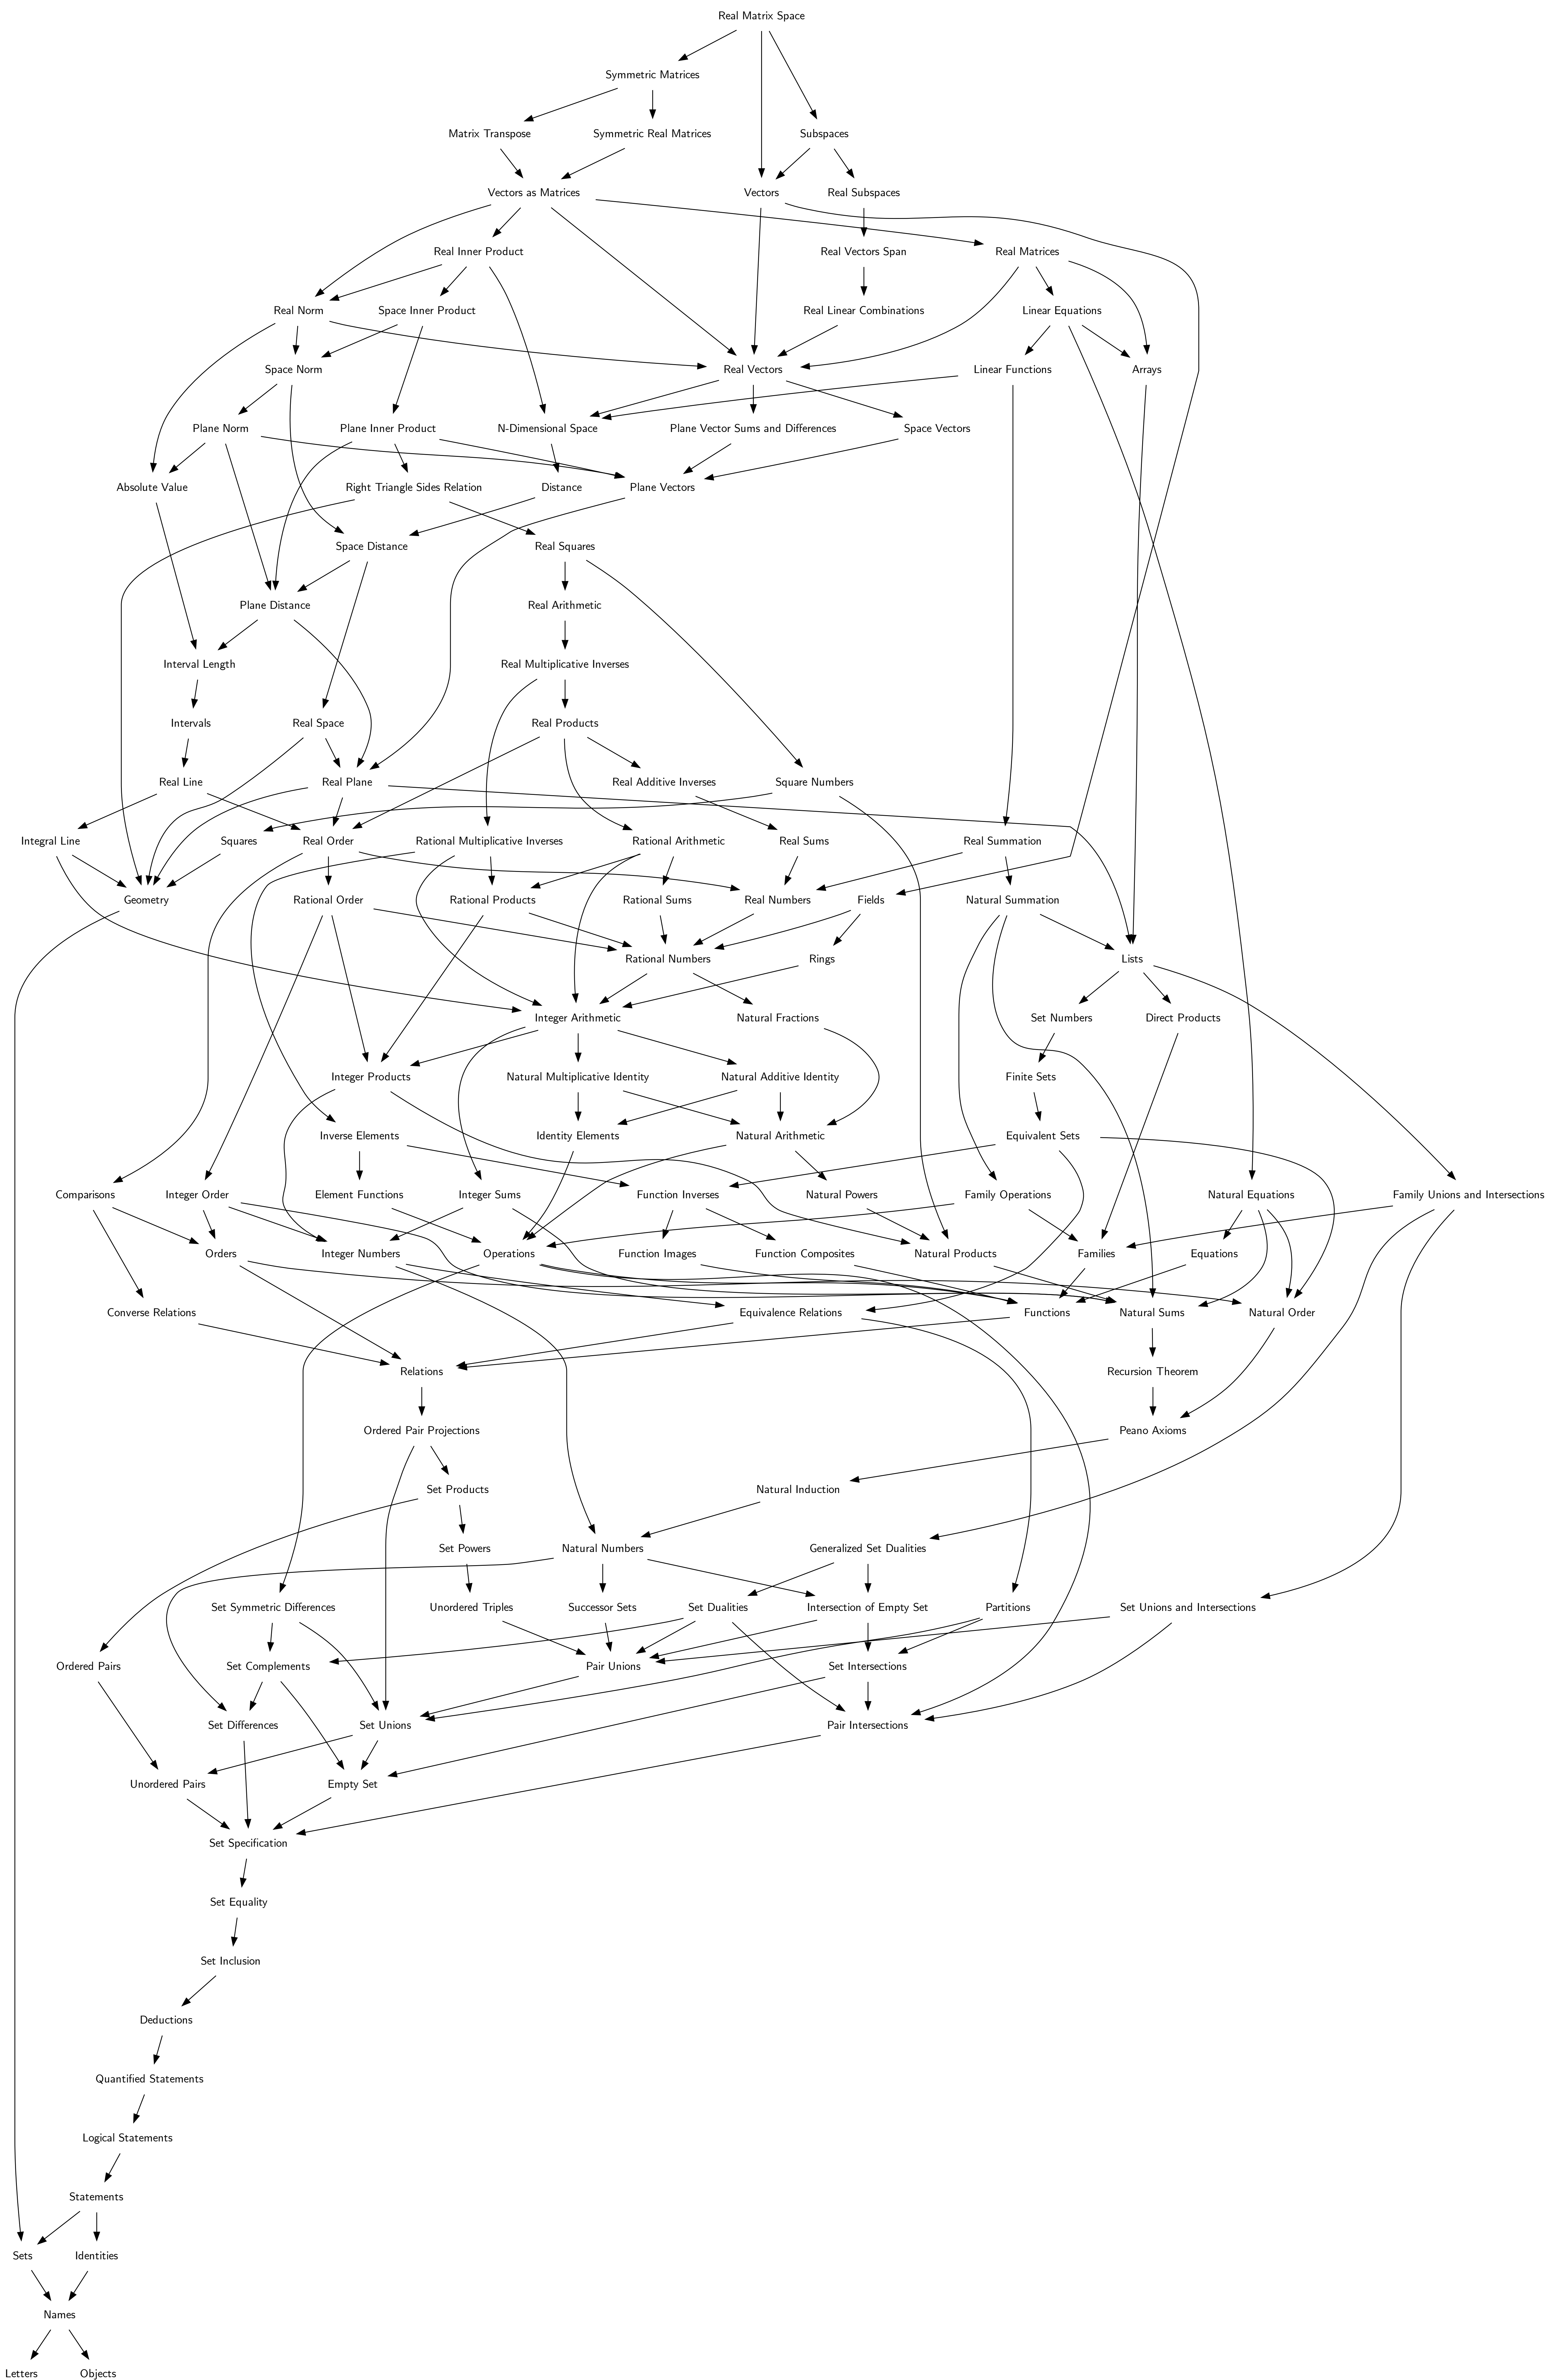 Real Matrix Space
Symmetric Matrices
Matrix Transpose
Symmetric Real Matrices
Subspaces
Vectors as Matrices
Vectors
Real Subspaces
Real Inner Product
Real Vectors Span
Real Matrices
Real Norm
Space Inner Product
Real Linear Combinations
Linear Equations
Space Norm
Real Vectors
Linear Functions
Arrays
Plane Norm
Plane Inner Product
N-Dimensional Space
Plane Vector Sums and Differences
Space Vectors
Absolute Value
Right Triangle Sides Relation
Distance
Plane Vectors
Space Distance
Real Squares
Plane Distance
Real Arithmetic
Interval Length
Real Multiplicative Inverses
Intervals
Real Space
Real Products
Real Line
Real Plane
Real Additive Inverses
Square Numbers
Integral Line
Squares
Real Order
Rational Multiplicative Inverses
Rational Arithmetic
Real Sums
Real Summation
Geometry
Rational Order
Rational Products
Rational Sums
Real Numbers
Fields
Natural Summation
Rational Numbers
Rings
Lists
Integer Arithmetic
Natural Fractions
Set Numbers
Direct Products
Integer Products
Natural Multiplicative Identity
Natural Additive Identity
Finite Sets
Inverse Elements
Identity Elements
Natural Arithmetic
Equivalent Sets
Comparisons
Integer Order
Element Functions
Integer Sums
Function Inverses
Natural Powers
Family Operations
Natural Equations
Family Unions and Intersections
Orders
Integer Numbers
Operations
Function Images
Function Composites
Natural Products
Families
Equations
Converse Relations
Equivalence Relations
Functions
Natural Sums
Natural Order
Relations
Recursion Theorem
Ordered Pair Projections
Peano Axioms
Set Products
Natural Induction
Set Powers
Natural Numbers
Generalized Set Dualities
Set Symmetric Differences
Unordered Triples
Successor Sets
Set Dualities
Intersection of Empty Set
Partitions
Set Unions and Intersections
Ordered Pairs
Set Complements
Pair Unions
Set Intersections
Set Differences
Set Unions
Pair Intersections
Unordered Pairs
Empty Set
Set Specification
Set Equality
Set Inclusion
Deductions
Quantified Statements
Logical Statements
Statements
Sets
Identities
Names
Letters
Objects